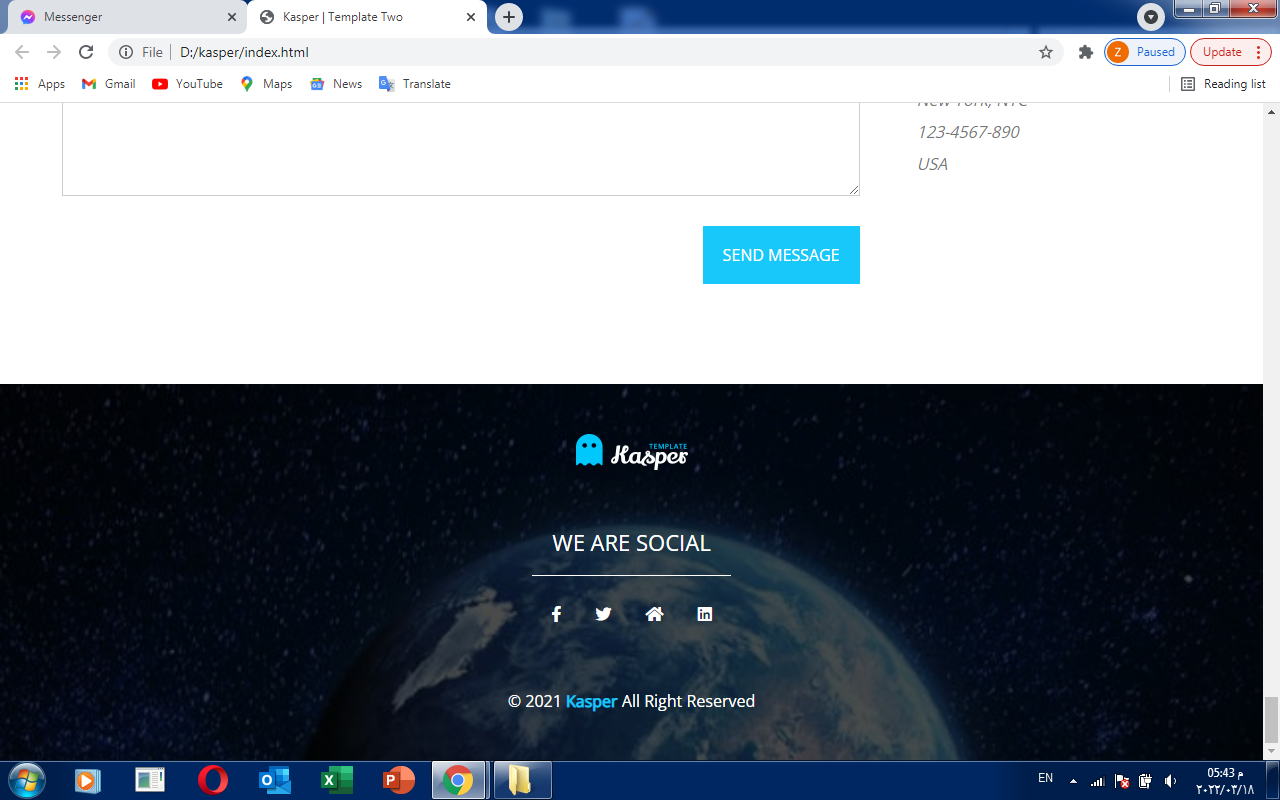 Messenger
Kasper | Template Two
File
D:/kasper/index.html
Z Paused
Update
Apps
Gmail
YouTube
Maps
News
Translate
Reading list
New York, NYC
123-4567-890
USA
SEND MESSAGE
TEMPLATE
Kasper
WE ARE SOCIAL
© 2021 Kasper All Right Reserved
EN
05:43 م
٢٠٢٢/٠٣/١٨